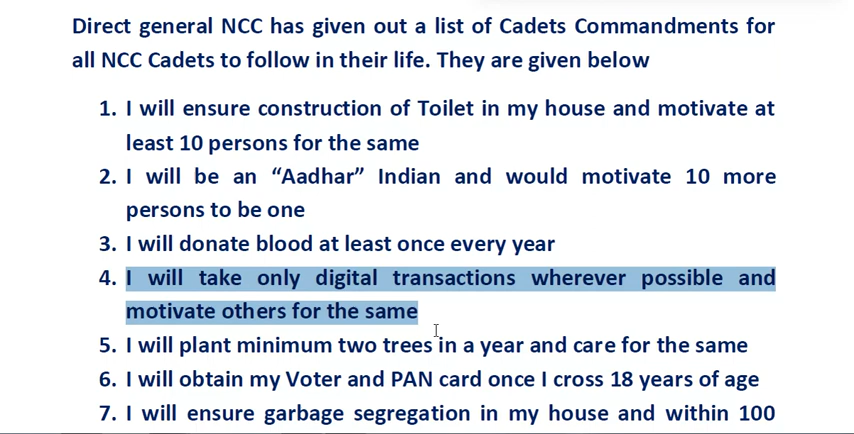 Direct general NCC has given out a list of Cadets Commandments for
all NCC Cadets to follow in their life. They are given below
1. I will ensure construction of Toilet in my house and motivate at
least 10 persons for the same
2. I will be an “Aadhar” Indian and would motivate 10 more
persons to be one
3. I will donate blood at least once every year
4. I will take only digital transactions wherever possible and
motivate others for the same
5. I will plant minimum two trees in a year and care for the same
6. I will obtain my Voter and PAN card once I cross 18 years of age
7. I will ensure garbage segregation in my house and within 100